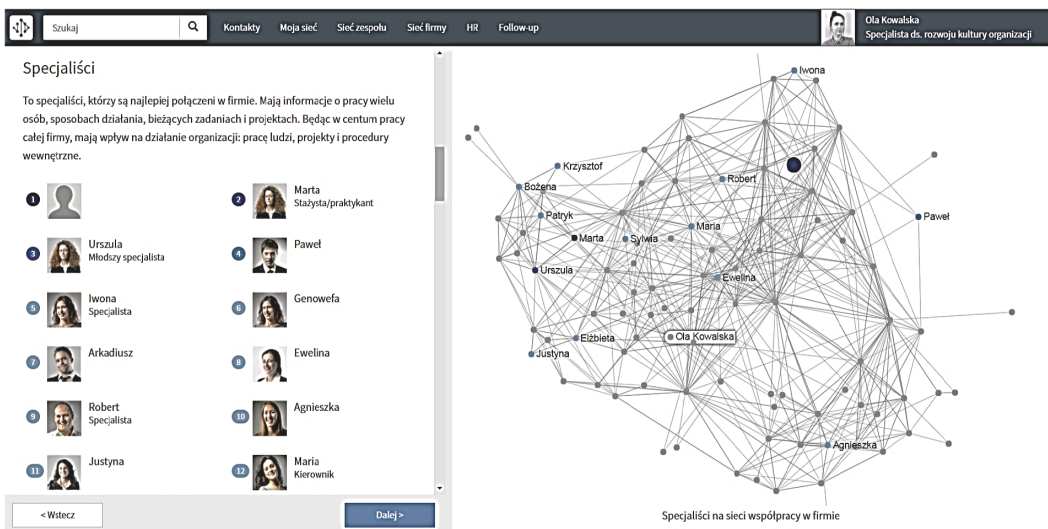 Szukaj
Kontakty Moja sieć Sieć zespołu Sieć firmy HR Follow-up
Ola Kowalska
Specjalista ds. rozwoju kultury organizacji
Specjaliści
To specjaliści, którzy są najlepiej połączeni w firmie. Mają informacje o pracy wielu
osób, sposobach działania, bieżących zadaniach i projektach. Będąc w centum pracy
całej firmy, mają wpływ na działanie organizacji: pracę ludzi, projekty i procedury
wewnętrzne.
1
2 Marta
Stażysta/praktykant
3 Urszula
Młodszy specjalista
4 Paweł
5 Iwona
Specjalista
6 Genowefa
7 Arkadiusz
8 Ewelina
9 Robert
Specjalista
10 Agnieszka
11 Justyna
12 Maria
Kierownik
< Wstecz
Dalej >
Iwona
Krzysztof
Robert
Bożena
Patryk
Paweł
Maria
Marta
Sylwia
Urszula
Ewelina
Elżbieta
Ola Kowalska
Justyna
Agnieszka
Specjaliści na sieci współpracy w firmie